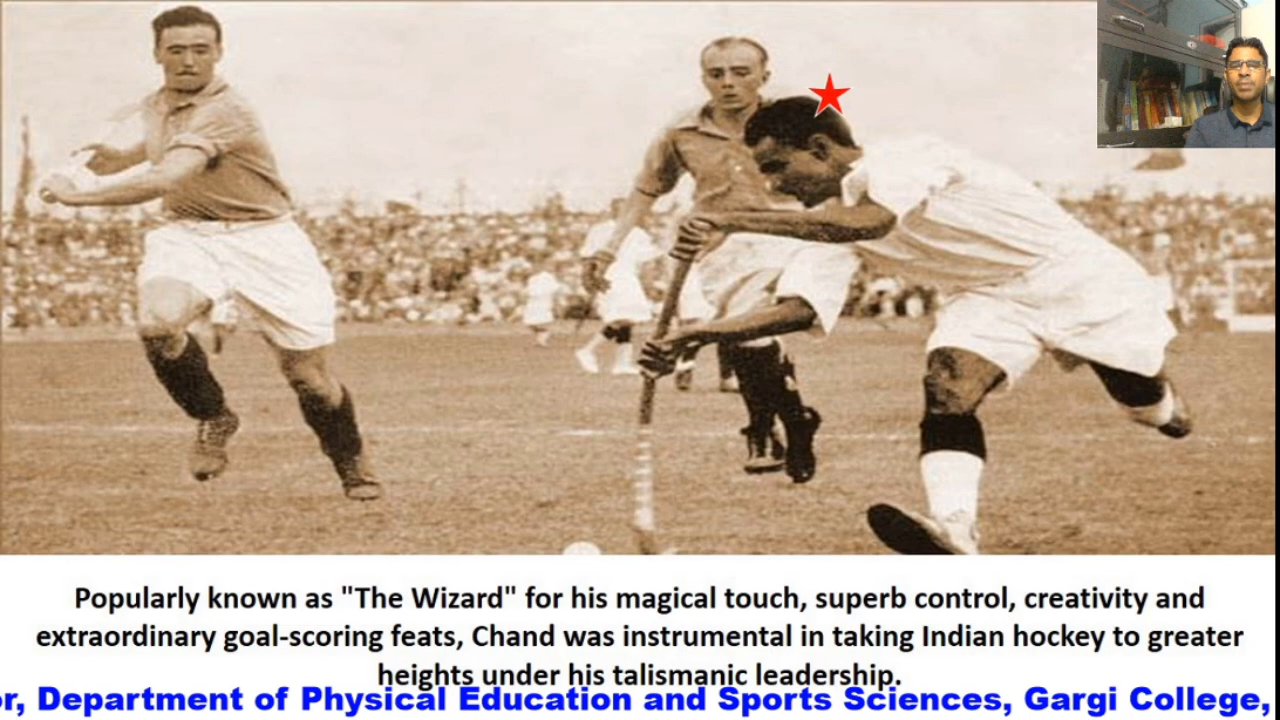 Popularly known as "The Wizard" for his magical touch, superb control, creativity and
extraordinary goal-scoring feats, Chand was instrumental in taking Indian hockey to greater
heights under his talismanic leadership.
r, Department of Physical Education and Sports Sciences, Gargi College,